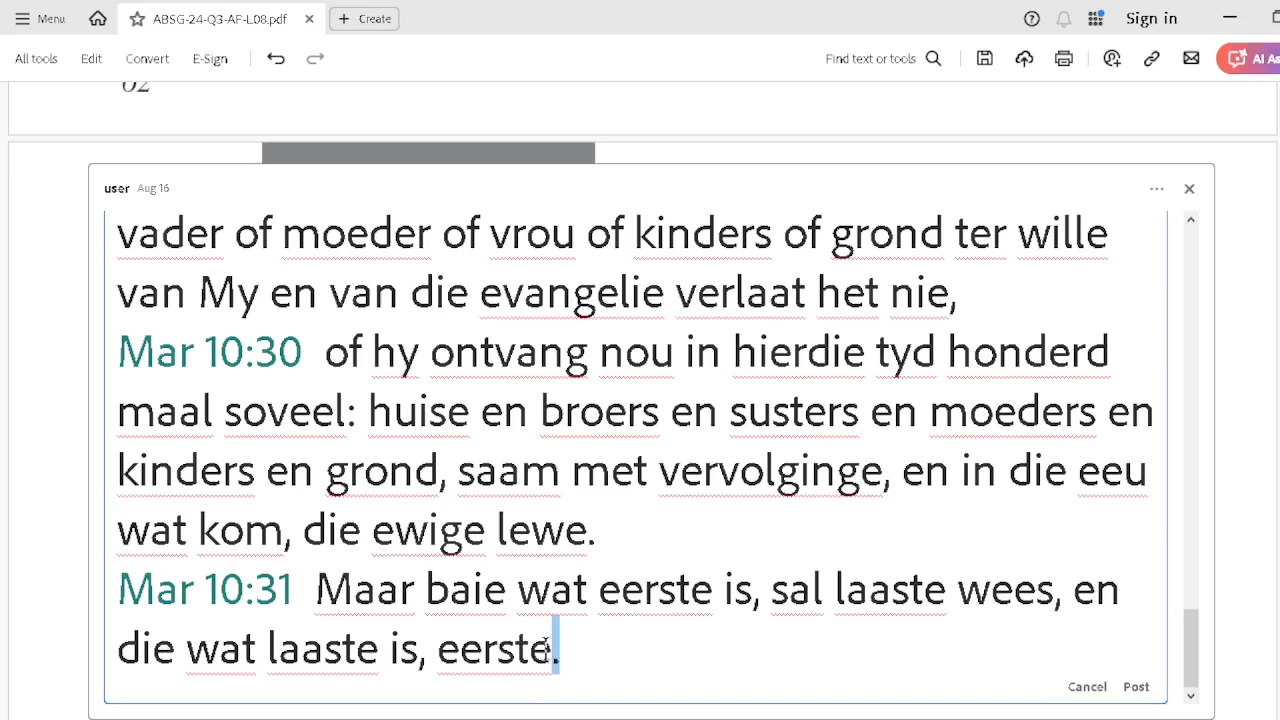 Menu
ABSG-24-Q3-AF-L08.pdf
Create
Sign in
All tools
Edit
Convert
E-Sign
Find text or tools
user Aug 16
vader of moeder of vrou of kinders of grond ter wille
van My en van die evangelie verlaat het nie,
Mar 10:30 of hy ontvang nou in hierdie tyd honderd
maal soveel: huise en broers en susters en moeders en
kinders en grond, saam met vervolginge, en in die eeu
wat kom, die ewige lewe.
Mar 10:31 Maar baie wat eerste is, sal laaste wees, en
die wat laaste is, eerste.
Cancel
Post